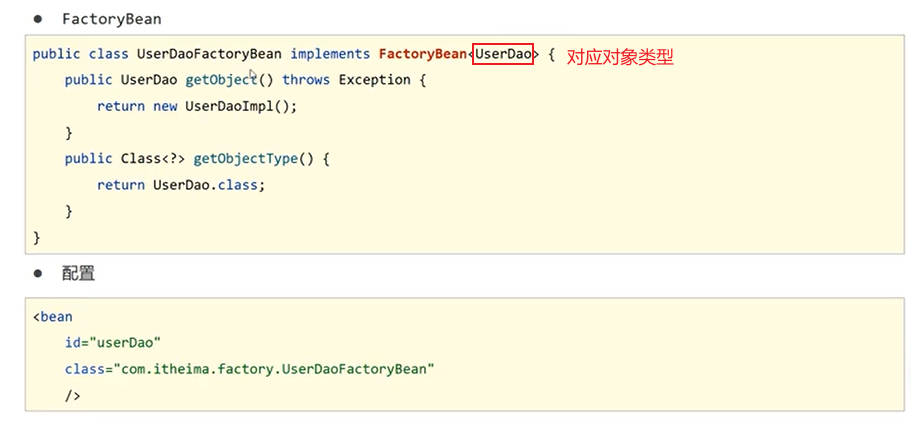 ● FactoryBean
public class UserDaoFactoryBean implements FactoryBean<UserDao> { 对应对象类型
    public UserDao getObject() throws Exception {
        return new UserDaoImpl();
    }
    public Class<?> getObjectType() {
        return UserDao.class;
    }
}
● 配置
<bean
    id="userDao"
    class="com.itheima.factory.UserDaoFactoryBean"
    />